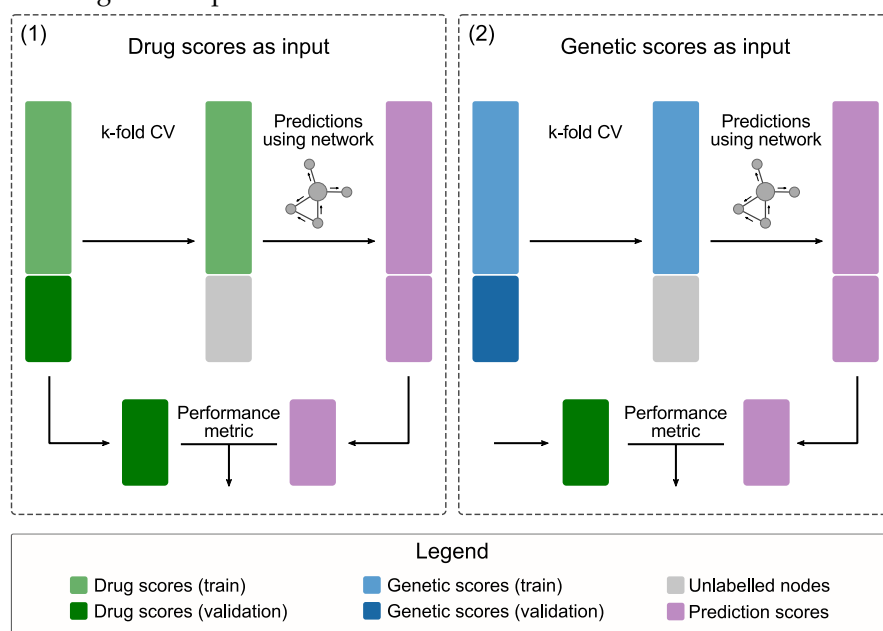 (1)
Drug scores as input
k-fold CV
Predictions
using network
Performance
metric
(2)
Genetic scores as input
k-fold CV
Predictions
using network
Performance
metric
Legend
Drug scores (train)
Genetic scores (train)
Unlabelled nodes
Drug scores (validation)
Genetic scores (validation)
Prediction scores